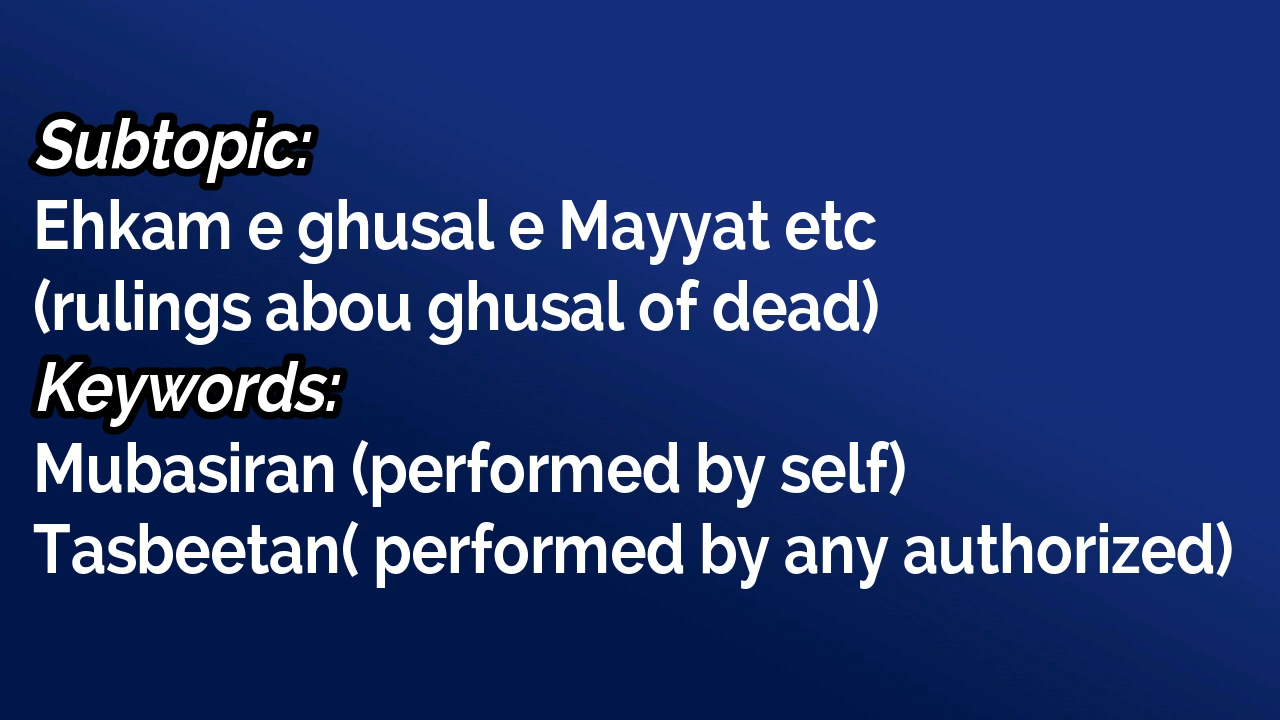 Subtopic:
Ehkam e ghusal e Mayyat etc
(rulings abou ghusal of dead)
Keywords:
Mubasiran (performed by self)
Tasbeetan( performed by any authorized)